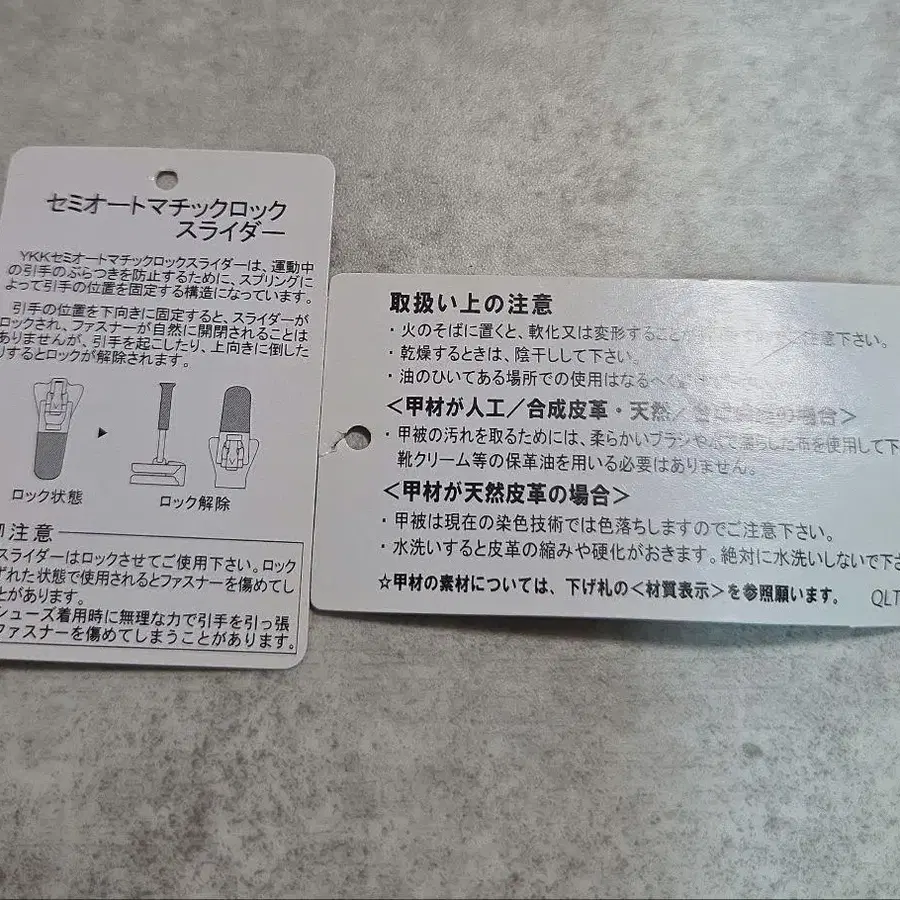 セミオートマチックロック
スライダー
YKKセミオートマチックロックスライダーは、運動中
の引手のぶらつきを防止するために、スプリングに
よって引手の位置を固定する構造になっています。
引手の位置を下向きに固定すると、スライダーが
ロックされ、ファスナーが自然に開閉されることは
ありませんが、引手を起こしたり、上向きに倒した
りするとロックが解除されます。
ロック状態
ロック解除
注意
スライダーはロックさせてご使用下さい。ロック
ずれた状態で使用されるとファスナーを傷めてし
とがあります。
シューズ着用時に無理な力で引手を引っ張
ファスナーを傷めてしまうことがあります。
取扱い上の注意
・火のそばに置くと、軟化又は変形すること 注意下さい。
・乾燥するときは、陰干しして下さい。
・油のひいてある場所での使用はなるべく
＜甲材が人工／合成皮革・天然／ の場合＞
・甲被の汚れを取るためには、柔らかいブラシや 布を使用して下
靴クリーム等の保革油を用いる必要はありません。
＜甲材が天然皮革の場合＞
・甲被は現在の染色技術では色落ちしますのでご注意下さい。
・水洗いすると皮革の縮みや硬化がおきます。絶対に水洗いしないで下さ
☆甲材の素材については、下げ札の＜材質表示＞を参照願います。
QLT